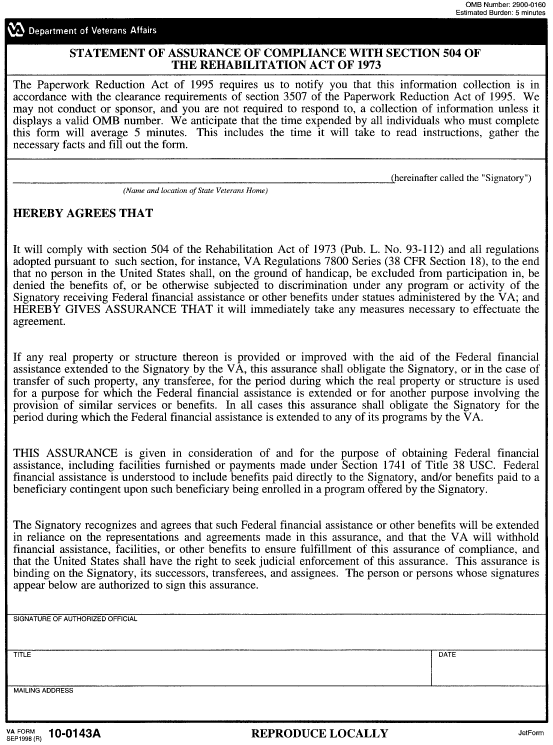 OMB Number: 2900-0160
Estimated Burden: 5 minutes
VA Department of Veterans Affairs
STATEMENT OF ASSURANCE OF COMPLIANCE WITH SECTION 504 OF
THE REHABILITATION ACT OF 1973
The Paperwork Reduction Act of 1995 requires us to notify you that this information collection is in
accordance with the clearance requirements of section 3507 of the Paperwork Reduction Act of 1995. We
may not conduct or sponsor, and you are not required to respond to, a collection of information unless it
displays a valid OMB number. We anticipate that the time expended by all individuals who must complete
this form will average 5 minutes. This includes the time it will take to read instructions, gather the
necessary facts and fill out the form.
(hereinafter called the "Signatory")
(Name and location of State Veterans Home)
HEREBY AGREES THAT
It will comply with section 504 of the Rehabilitation Act of 1973 (Pub. L. No. 93-112) and all regulations
adopted pursuant to such section, for instance, VA Regulations 7800 Series (38 CFR Section 18), to the end
that no person in the United States shall, on the ground of handicap, be excluded from participation in, be
denied the benefits of, or be otherwise subjected to discrimination under any program or activity of the
Signatory receiving Federal financial assistance or other benefits under statues administered by the VA; and
HEREBY GIVES ASSURANCE THAT it will immediately take any measures necessary to effectuate the
agreement.
If any real property or structure thereon is provided or improved with the aid of the Federal financial
assistance extended to the Signatory by the VA, this assurance shall obligate the Signatory, or in the case of
transfer of such property, any transferee, for the period during which the real property or structure is used
for a purpose for which the Federal financial assistance is extended or for another purpose involving the
provision of similar services or benefits. In all cases this assurance shall obligate the Signatory for the
period during which the Federal financial assistance is extended to any of its programs by the VA.
THIS ASSURANCE is given in consideration of and for the purpose of obtaining Federal financial
assistance, including facilities furnished or payments made under Section 1741 of Title 38 USC. Federal
financial assistance is understood to include benefits paid directly to the Signatory, and/or benefits paid to a
beneficiary contingent upon such beneficiary being enrolled in a program offered by the Signatory.
The Signatory recognizes and agrees that such Federal financial assistance or other benefits will be extended
in reliance on the representations and agreements made in this assurance, and that the VA will withhold
financial assistance, facilities, or other benefits to ensure fulfillment of this assurance of compliance, and
that the United States shall have the right to seek judicial enforcement of this assurance. This assurance is
binding on the Signatory, its successors, transferees, and assignees. The person or persons whose signatures
appear below are authorized to sign this assurance.
SIGNATURE OF AUTHORIZED OFFICIAL
TITLE
DATE
MAILING ADDRESS
VA FORM
SEP1998 (R) 10-0143A
REPRODUCE LOCALLY
JetForm